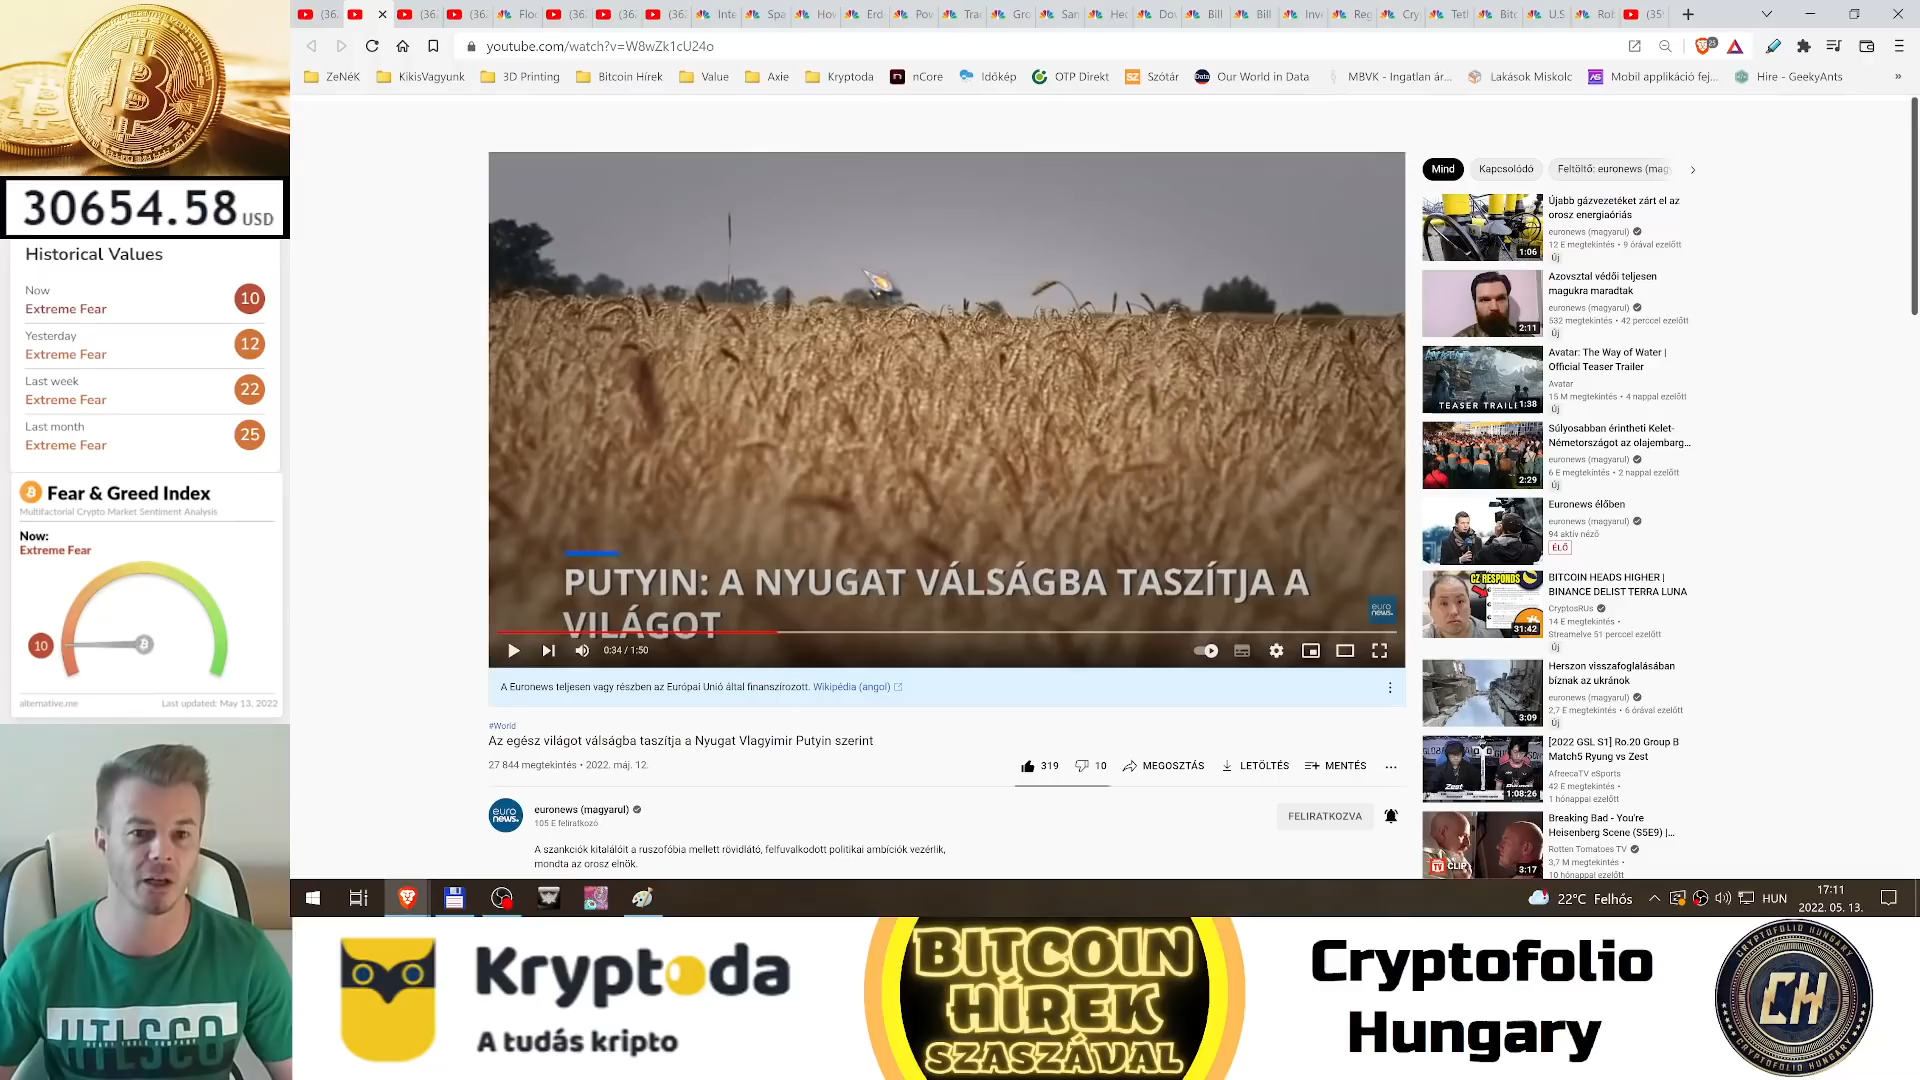 30654.58 USD
Historical Values
Now
Extreme Fear
10
Yesterday
Extreme Fear
12
Last week
Extreme Fear
22
Last month
Extreme Fear
25
Fear & Greed Index
Multifactorial Crypto Market Sentiment Analysis
Now:
Extreme Fear
10
alternative.me
Last updated: May 13, 2022
youtube.com/watch?v=W8wZk1cU24o
ZeNéK
KikisVagyunk
3D Printing
Bitcoin Hírek
Value
Axie
Kryptoda
nCore
Időkép
OTP Direkt
Szótár
Our World in Data
MBVK - Ingatlan ár...
Lakások Miskolc
Mobil applikáció fej...
Hire - GeekyAnts
PUTYIN: A NYUGAT VÁLSÁGBA TASZÍTJA A
VILÁGOT
euro
news.
0:34 / 1:50
A Euronews teljesen vagy részben az Európai Unió által finanszírozott. Wikipédia (angol)
#World
Az egész világot válságba taszítja a Nyugat Vlagyimir Putyin szerint
27 844 megtekintés • 2022. máj. 12.
319
10
MEGOSZTÁS
LETÖLTÉS
MENTÉS
euronews (magyarul)
105 E feliratkozó
FELIRATKOZVA
A szankciók kitalálóit a ruszofóbia mellett rövidlátó, felfuvalkodott politikai ambíciók vezérlik,
mondta az orosz elnök.
Mind
Kapcsolódó
Feltöltő: euronews (mag
Újabb gázvezetéket zárt el az
orosz energiaóriás
euronews (magyarul)
12 E megtekintés • 9 órával ezelőtt
Új
1:06
Azovsztal védői teljesen
magukra maradtak
euronews (magyarul)
532 megtekintés • 42 perccel ezelőtt
Új
2:11
Avatar: The Way of Water |
Official Teaser Trailer
Avatar
15 M megtekintés • 4 nappal ezelőtt
Új
1:38
Súlyosabban érintheti Kelet-
Németországot az olajembarg...
euronews (magyarul)
6 E megtekintés • 2 nappal ezelőtt
Új
2:29
Euronews élőben
euronews (magyarul)
94 aktív néző
ÉLŐ
BITCOIN HEADS HIGHER |
BINANCE DELIST TERRA LUNA
CryptosRUs
14 E megtekintés •
Streamelve 51 perccel ezelőtt
Új
CZ RESPONDS
31:42
Herszon visszafoglalásában
bíznak az ukránok
euronews (magyarul)
2,7 E megtekintés • 6 órával ezelőtt
Új
3:09
[2022 GSL S1] Ro.20 Group B
Match5 Ryung vs Zest
AfreecaTV eSports
42 E megtekintés •
1 hónappal ezelőtt
1:08:26
Breaking Bad - You're
Heisenberg Scene (S5E9) |...
Rotten Tomatoes TV
3,7 M megtekintés •
10 hónappal ezelőtt
CLIP
3:17
22°C Felhős
HUN
17:11
2022. 05. 13.
Kryptoda
A tudás kripto
BITCOIN
HÍREK
SZASZÁVAL
Cryptofolio
Hungary
CRYPTOFOLIO HUNGARY
CH